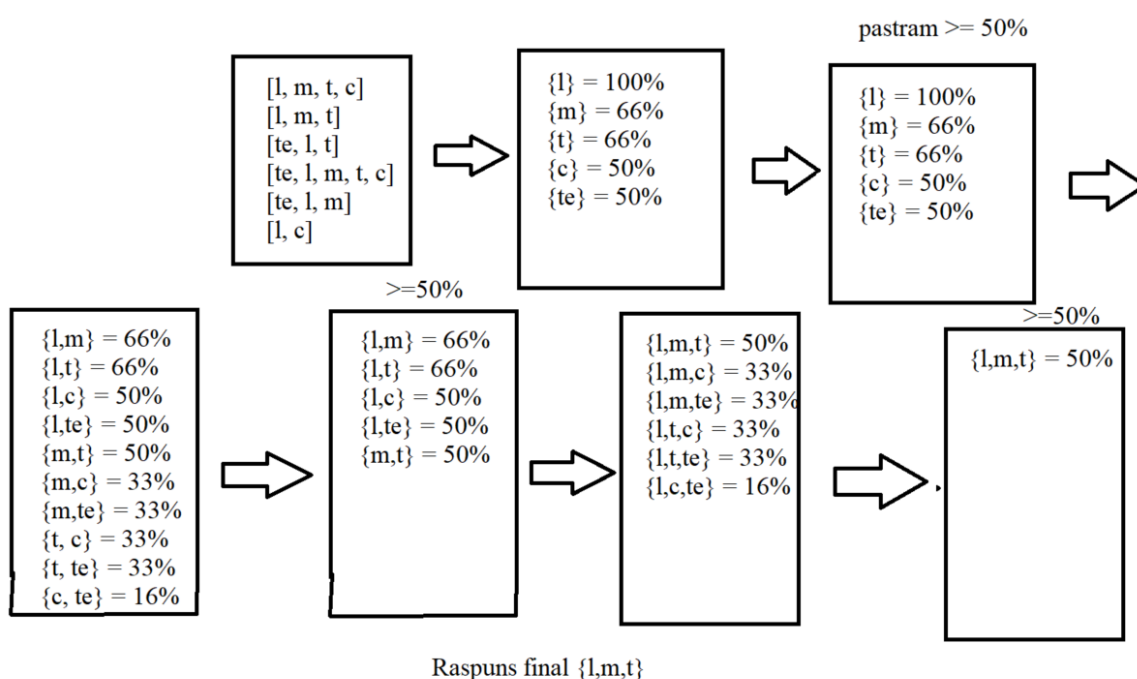 pastram >= 50%
[l, m, t, c]
[l, m, t]
[te, l, t]
[te, l, m, t, c]
[te, l, m]
[l, c]
{l} = 100%
{m} = 66%
{t} = 66%
{c} = 50%
{te} = 50%
{l} = 100%
{m} = 66%
{t} = 66%
{c} = 50%
{te} = 50%
{l,m} = 66%
{l,t} = 66%
{l,c} = 50%
{l,te} = 50%
{m,t} = 50%
{m,c} = 33%
{m,te} = 33%
{t, c} = 33%
{t, te} = 33%
{c, te} = 16%
>=50%
{l,m} = 66%
{l,t} = 66%
{l,c} = 50%
{l,te} = 50%
{m,t} = 50%
{l,m,t} = 50%
{l,m,c} = 33%
{l,m,te} = 33%
{l,t,c} = 33%
{l,t,te} = 33%
{l,c,te} = 16%
>=50%
{l,m,t} = 50%
Raspuns final {l,m,t}